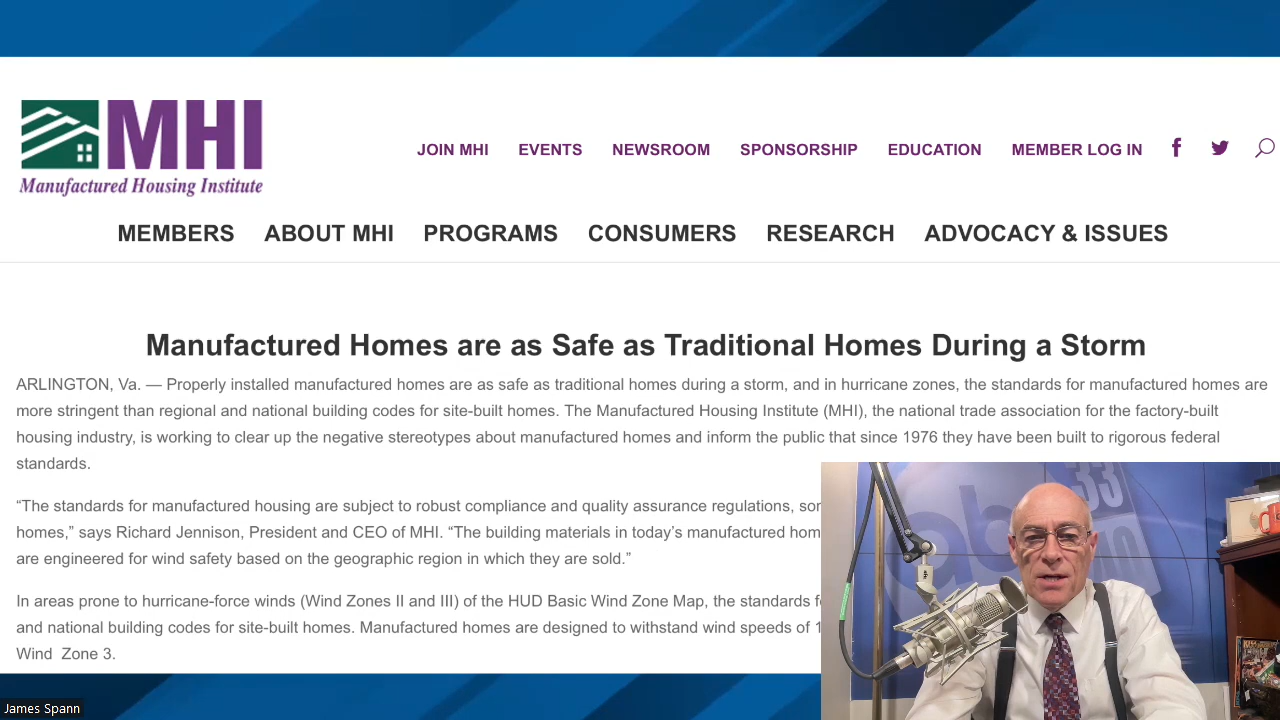 MHI
Manufactured Housing Institute
JOIN MHI EVENTS NEWSROOM SPONSORSHIP EDUCATION MEMBER LOG IN
MEMBERS ABOUT MHI PROGRAMS CONSUMERS RESEARCH ADVOCACY & ISSUES
Manufactured Homes are as Safe as Traditional Homes During a Storm
ARLINGTON, Va. — Properly installed manufactured homes are as safe as traditional homes during a storm, and in hurricane zones, the standards for manufactured homes are
more stringent than regional and national building codes for site-built homes. The Manufactured Housing Institute (MHI), the national trade association for the factory-built
housing industry, is working to clear up the negative stereotypes about manufactured homes and inform the public that since 1976 they have been built to rigorous federal
standards.
“The standards for manufactured housing are subject to robust compliance and quality assurance regulations,
homes,” says Richard Jennison, President and CEO of MHI. “The building materials in today’s manufactured
are engineered for wind safety based on the geographic region in which they are sold.”
In areas prone to hurricane-force winds (Wind Zones II and III) of the HUD Basic Wind Zone Map, the standards
and national building codes for site-built homes. Manufactured homes are designed to withstand wind speeds of
Wind Zone 3.
abc 33
James Spann